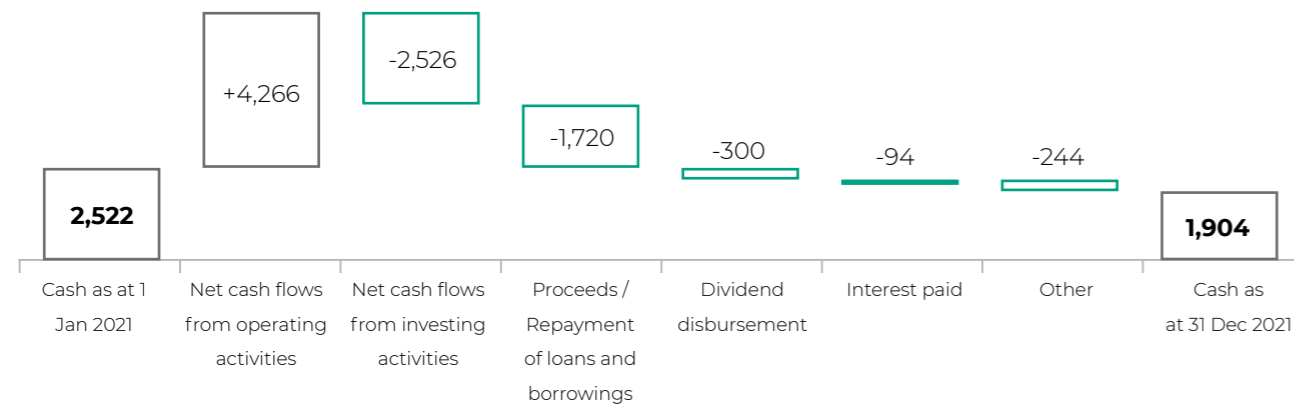 +4,266
-2,526
-1,720
-300
-94
-244
2,522
1,904
Cash as at 1
Jan 2021
Net cash flows
from operating
activities
Net cash flows
from investing
activities
Proceeds /
Repayment
of loans and
borrowings
Dividend
disbursement
Interest paid
Other
Cash as
at 31 Dec 2021